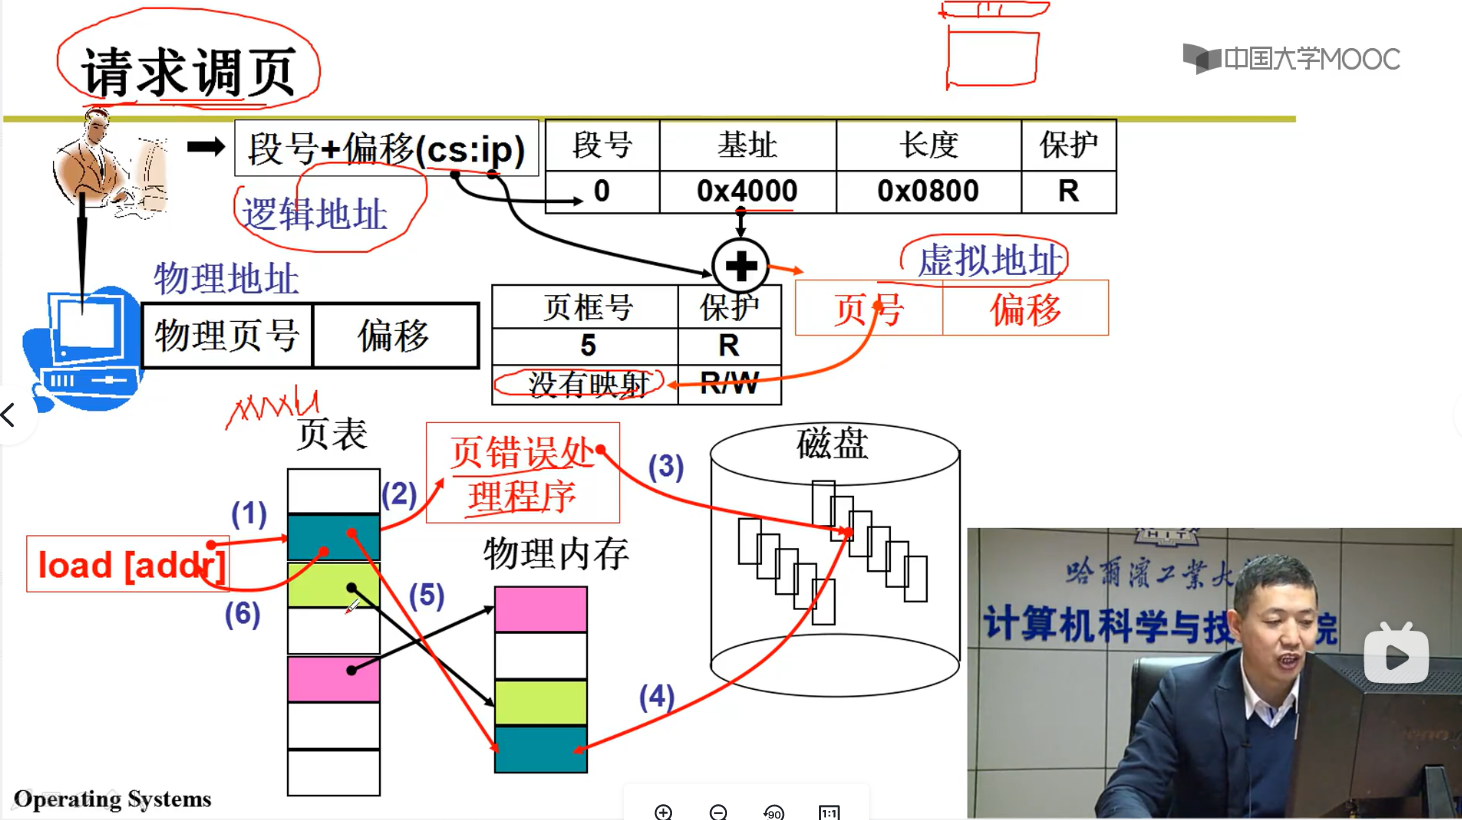 请求调页
中国大学MOOC
段号+偏移(cs:ip)
段号 基址 长度 保护
0 0x4000 0x0800 R
逻辑地址
虚拟地址
物理地址
物理页号 偏移
页框号 保护
5 R
没有映射 R/W
页号 偏移
mmu
页表
页错误处
理程序
磁盘
(1)
(2)
(3)
load [addr]
物理内存
(4)
(5)
(6)
HIT
哈尔滨工業大
计算机科学与技
院
Operating Systems
90
1:1